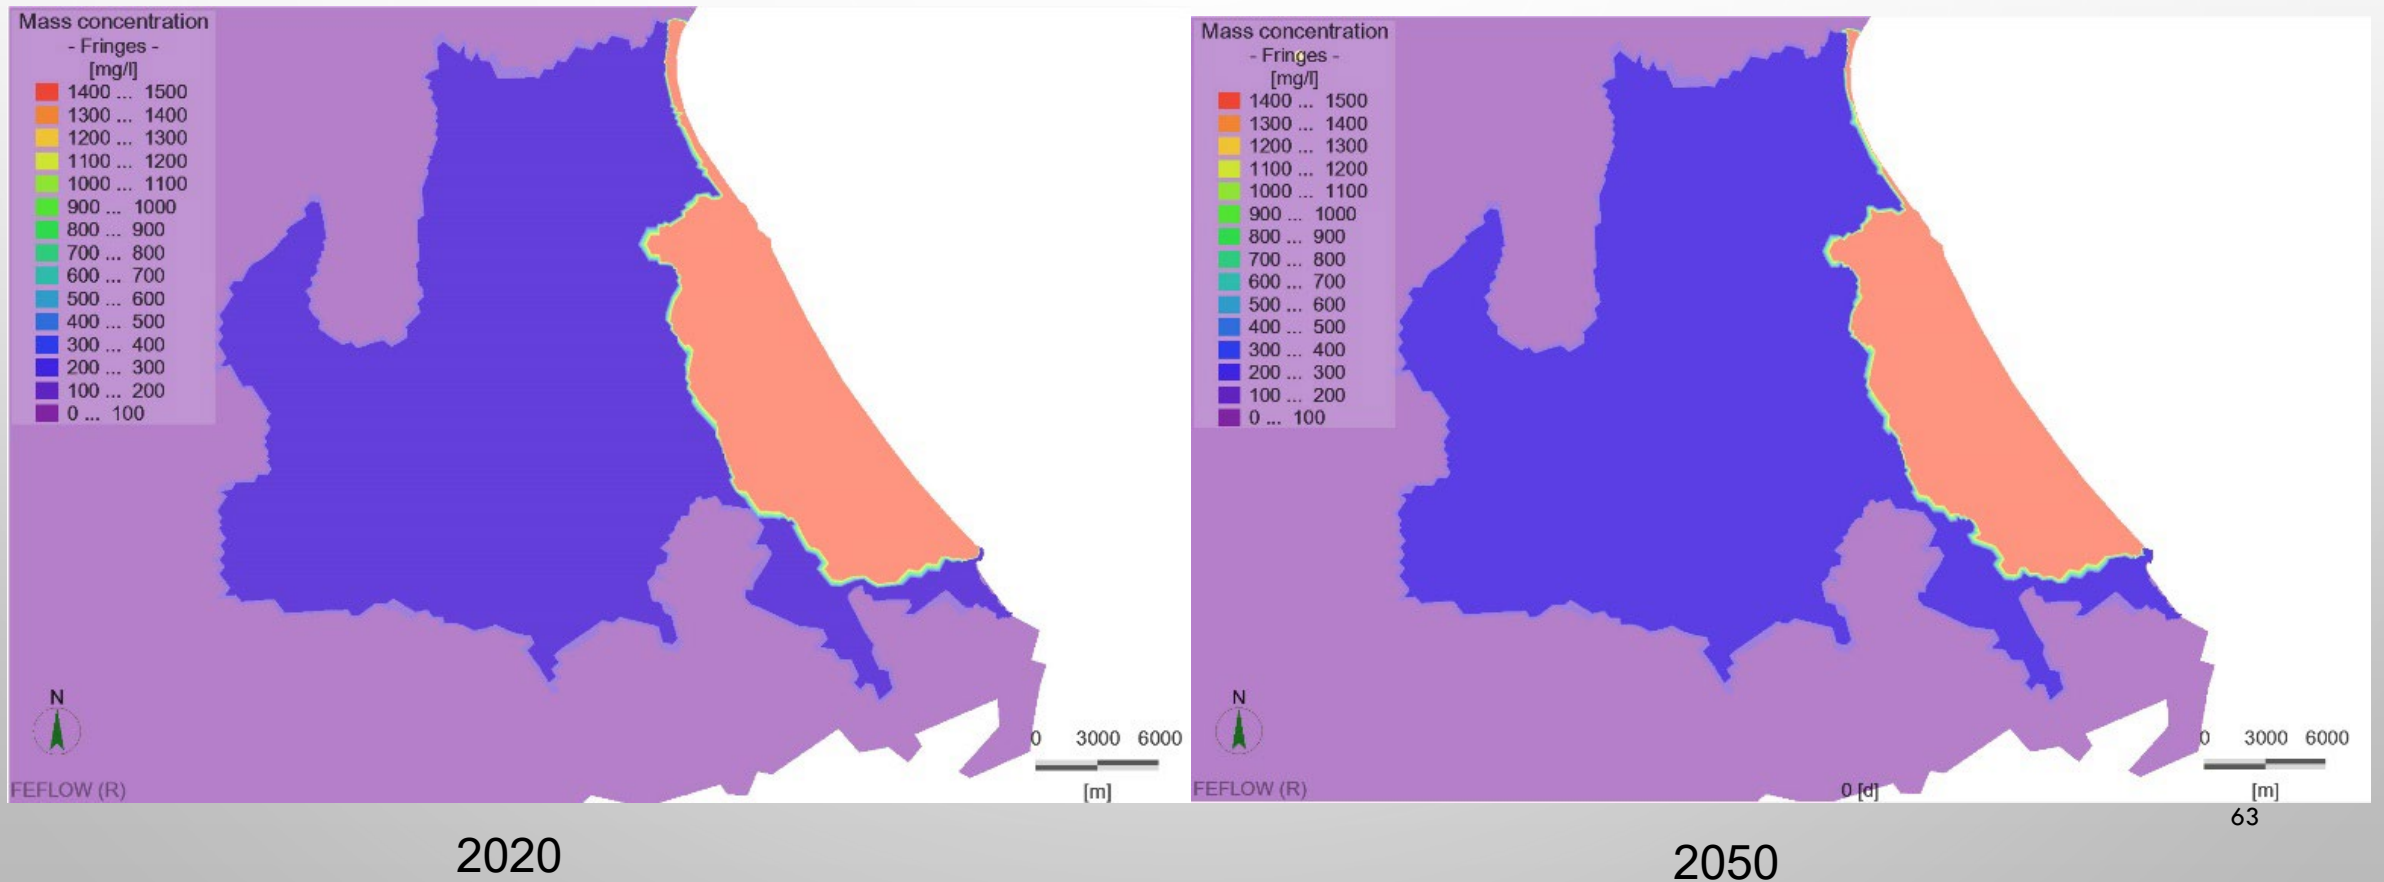 Mass concentration
- Fringes -
[mg/l]
1400 ... 1500
1300 ... 1400
1200 ... 1300
1100 ... 1200
1000 ... 1100
900 ... 1000
800 ... 900
700 ... 800
600 ... 700
500 ... 600
400 ... 500
300 ... 400
200 ... 300
100 ... 200
0 ... 100
N
0 3000 6000
[m]
FEFLOW (R)
2020
Mass concentration
- Fringes -
[mg/l]
1400 ... 1500
1300 ... 1400
1200 ... 1300
1100 ... 1200
1000 ... 1100
900 ... 1000
800 ... 900
700 ... 800
600 ... 700
500 ... 600
400 ... 500
300 ... 400
200 ... 300
100 ... 200
0 ... 100
N
0 3000 6000
[m]
FEFLOW (R)
0 [d]
63
2050